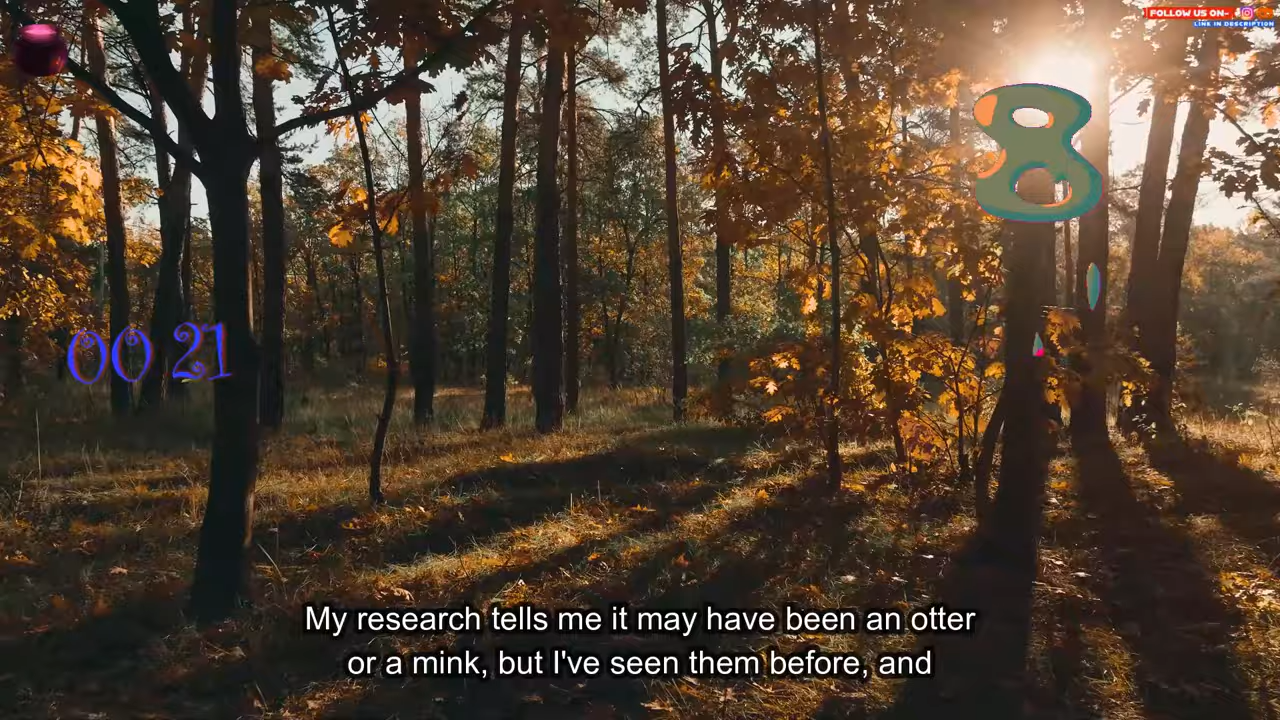 FOLLOW US ON-
LINK IN DESCRIPTION
8
00 21
My research tells me it may have been an otter
or a mink, but I've seen them before, and